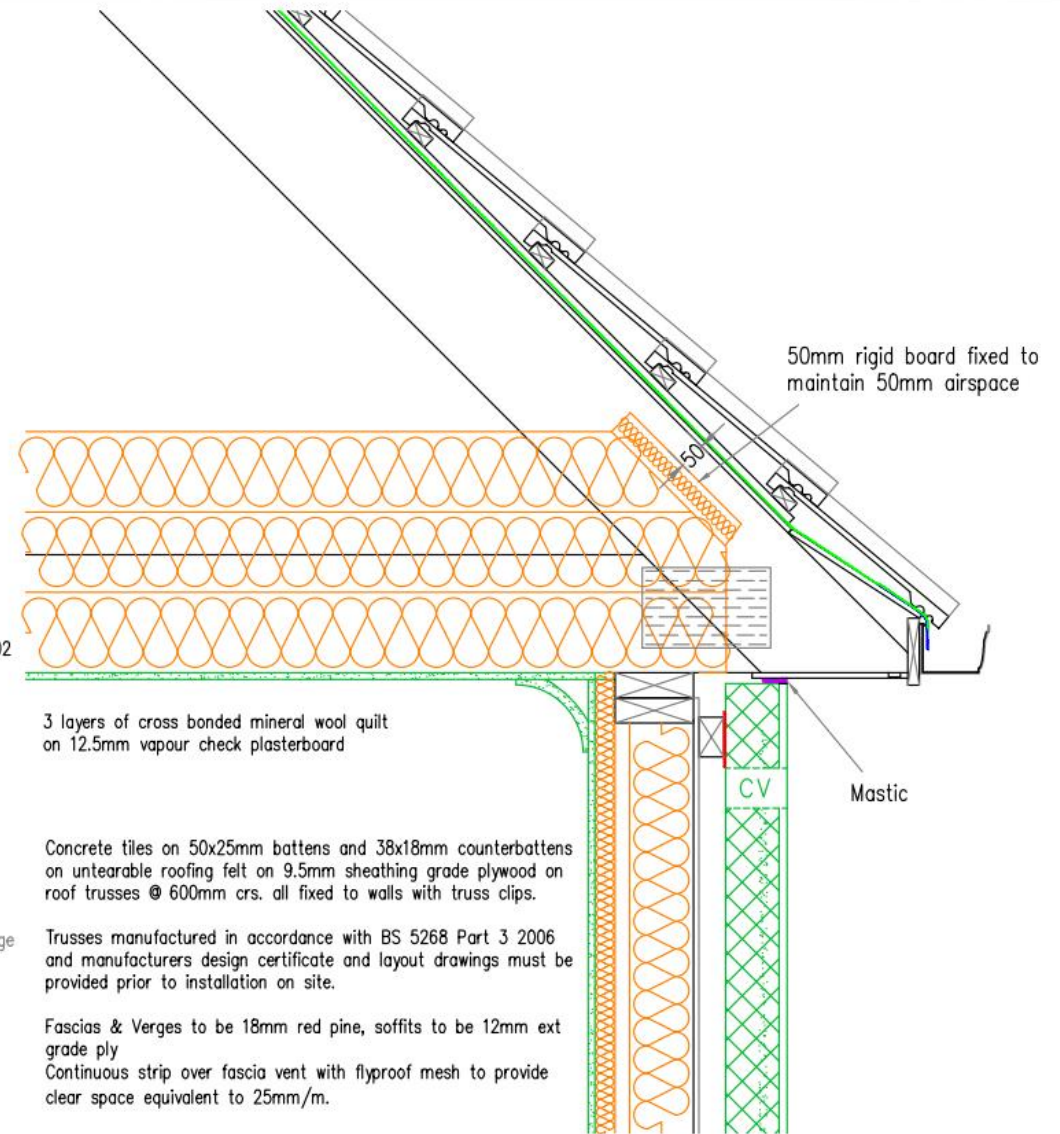 50mm rigid board fixed to
maintain 50mm airspace
50
02
3 layers of cross bonded mineral wool quilt
on 12.5mm vapour check plasterboard
CV
Mastic
Concrete tiles on 50x25mm battens and 38x18mm counterbattens
on untearable roofing felt on 9.5mm sheathing grade plywood on
roof trusses @ 600mm crs. all fixed to walls with truss clips.
ge
Trusses manufactured in accordance with BS 5268 Part 3 2006
and manufacturers design certificate and layout drawings must be
provided prior to installation on site.
Fascias & Verges to be 18mm red pine, soffits to be 12mm ext
grade ply
Continuous strip over fascia vent with flyproof mesh to provide
clear space equivalent to 25mm/m.